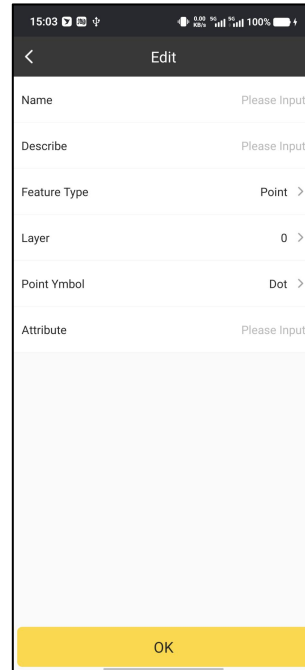 15:03 0.00 KB/s 5G 5G 100%
Edit
Name Please Input
Describe Please Input
Feature Type Point
Layer 0
Point Ymbol Dot
Attribute Please Input
OK